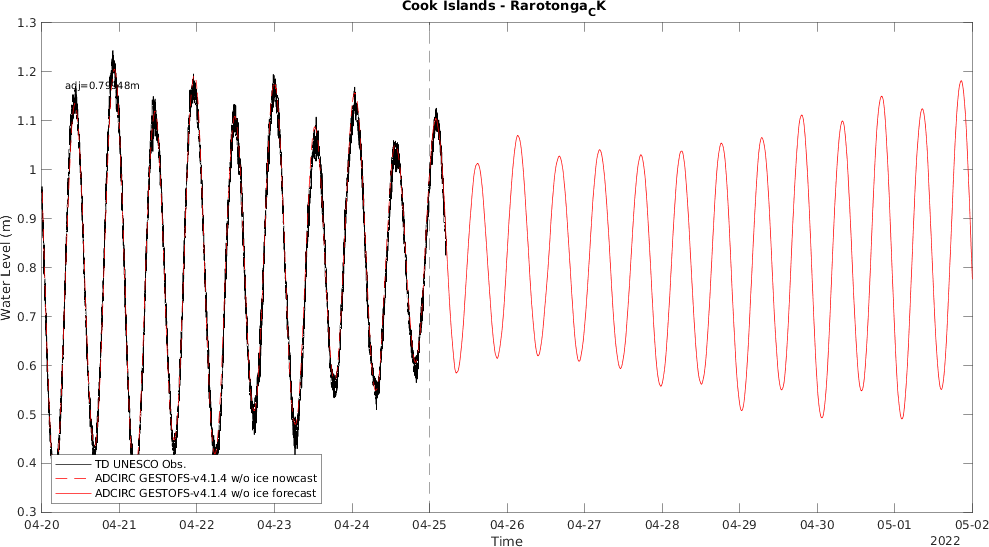 Cook Islands - Rarotonga_CK
1.3
1.2
1.1
1
0.9
0.8
0.7
0.6
0.5
0.4
0.3
Water Level (m)
adj=0.79948m
TD UNESCO Obs.
ADCIRC GESTOFS-v4.1.4 w/o ice nowcast
ADCIRC GESTOFS-v4.1.4 w/o ice forecast
04-20 04-21 04-22 04-23 04-24 04-25 04-26 04-27 04-28 04-29 04-30 05-01 05-02
Time
2022